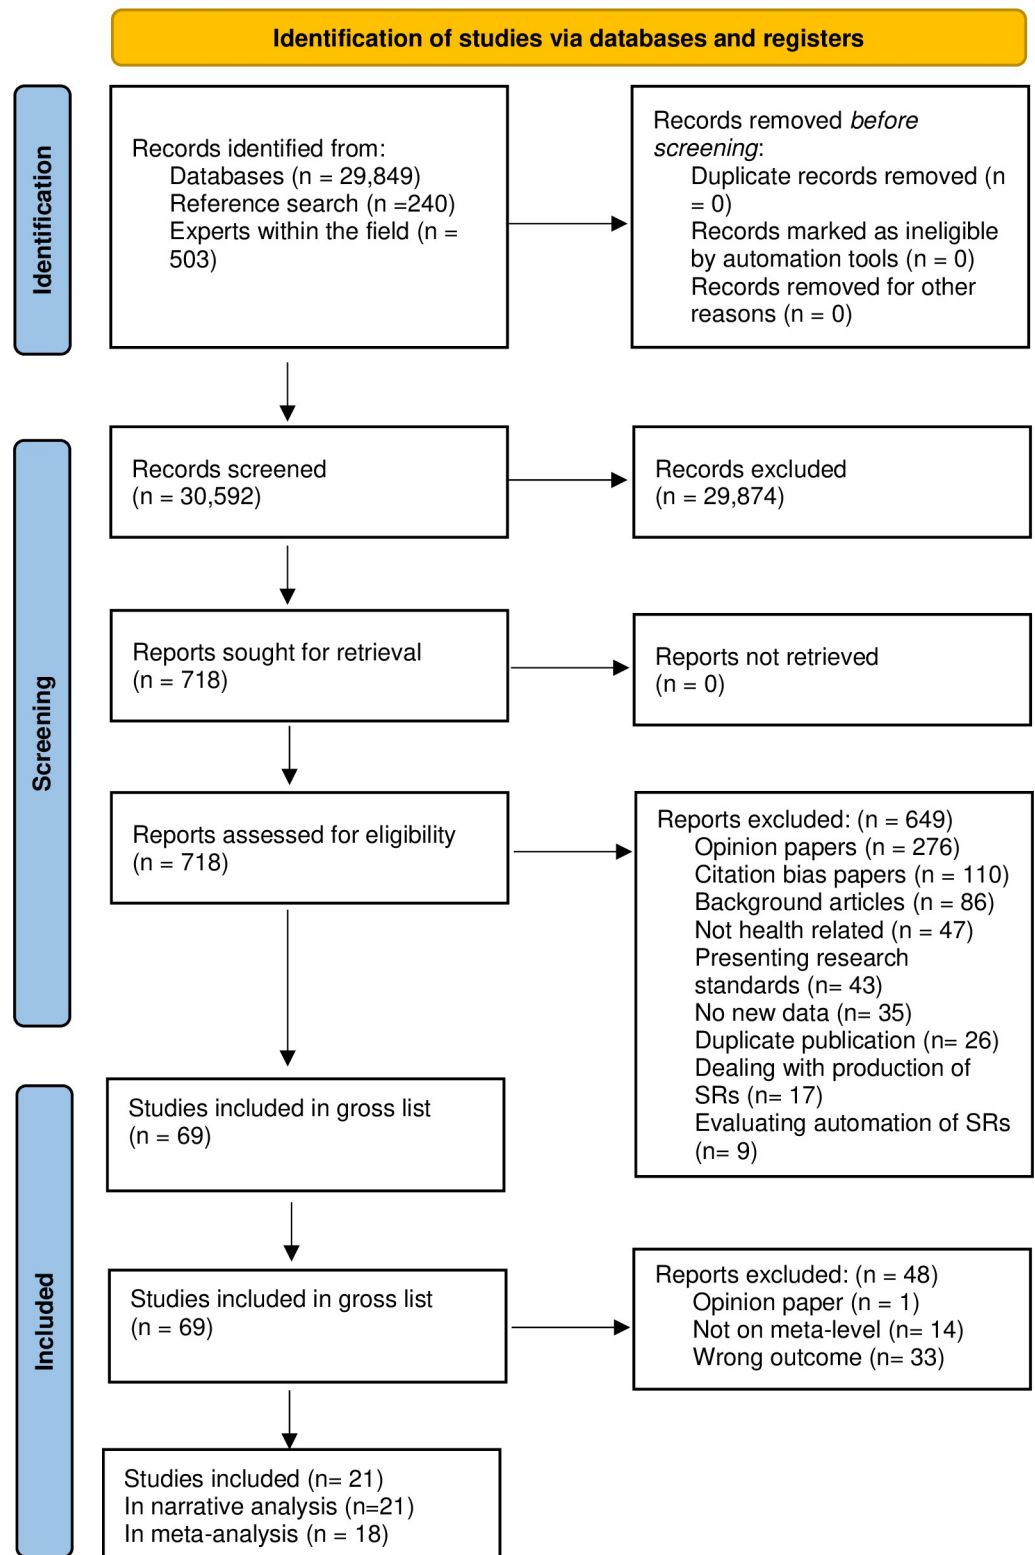 Identification of studies via databases and registers
Identification
Records identified from:
Databases (n = 29,849)
Reference search (n =240)
Experts within the field (n =
503)
Records removed before
screening:
Duplicate records removed (n
= 0)
Records marked as ineligible
by automation tools (n = 0)
Records removed for other
reasons (n = 0)
Screening
Records screened
(n = 30,592)
Records excluded
(n = 29,874)
Reports sought for retrieval
(n = 718)
Reports not retrieved
(n = 0)
Reports assessed for eligibility
(n = 718)
Reports excluded: (n = 649)
Opinion papers (n = 276)
Citation bias papers (n = 110)
Background articles (n = 86)
Not health related (n = 47)
Presenting research
standards (n= 43)
No new data (n= 35)
Duplicate publication (n= 26)
Dealing with production of
SRs (n= 17)
Evaluating automation of SRs
(n= 9)
Included
Studies included in gross list
(n = 69)
Studies included in gross list
(n = 69)
Reports excluded: (n = 48)
Opinion paper (n = 1)
Not on meta-level (n= 14)
Wrong outcome (n= 33)
Studies included (n= 21)
In narrative analysis (n=21)
In meta-analysis (n = 18)